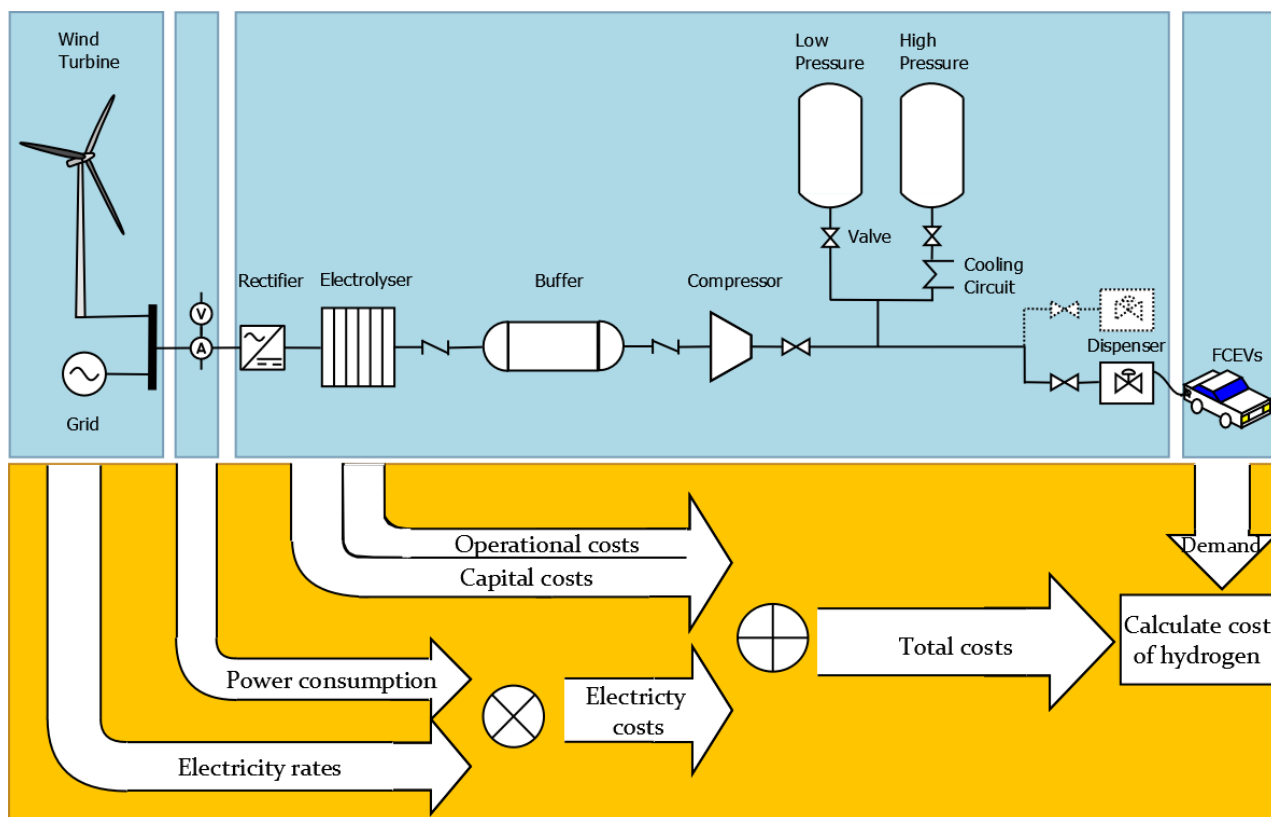 Wind
Turbine
Low
Pressure
High
Pressure
Valve
Cooling
Circuit
Rectifier
Electrolyser
Buffer
Compressor
V
A
Grid
Dispenser
FCEVs
Operational costs
Capital costs
Demand
Power consumption
Electricty
costs
Total costs
Calculate cost
of hydrogen
Electricity rates